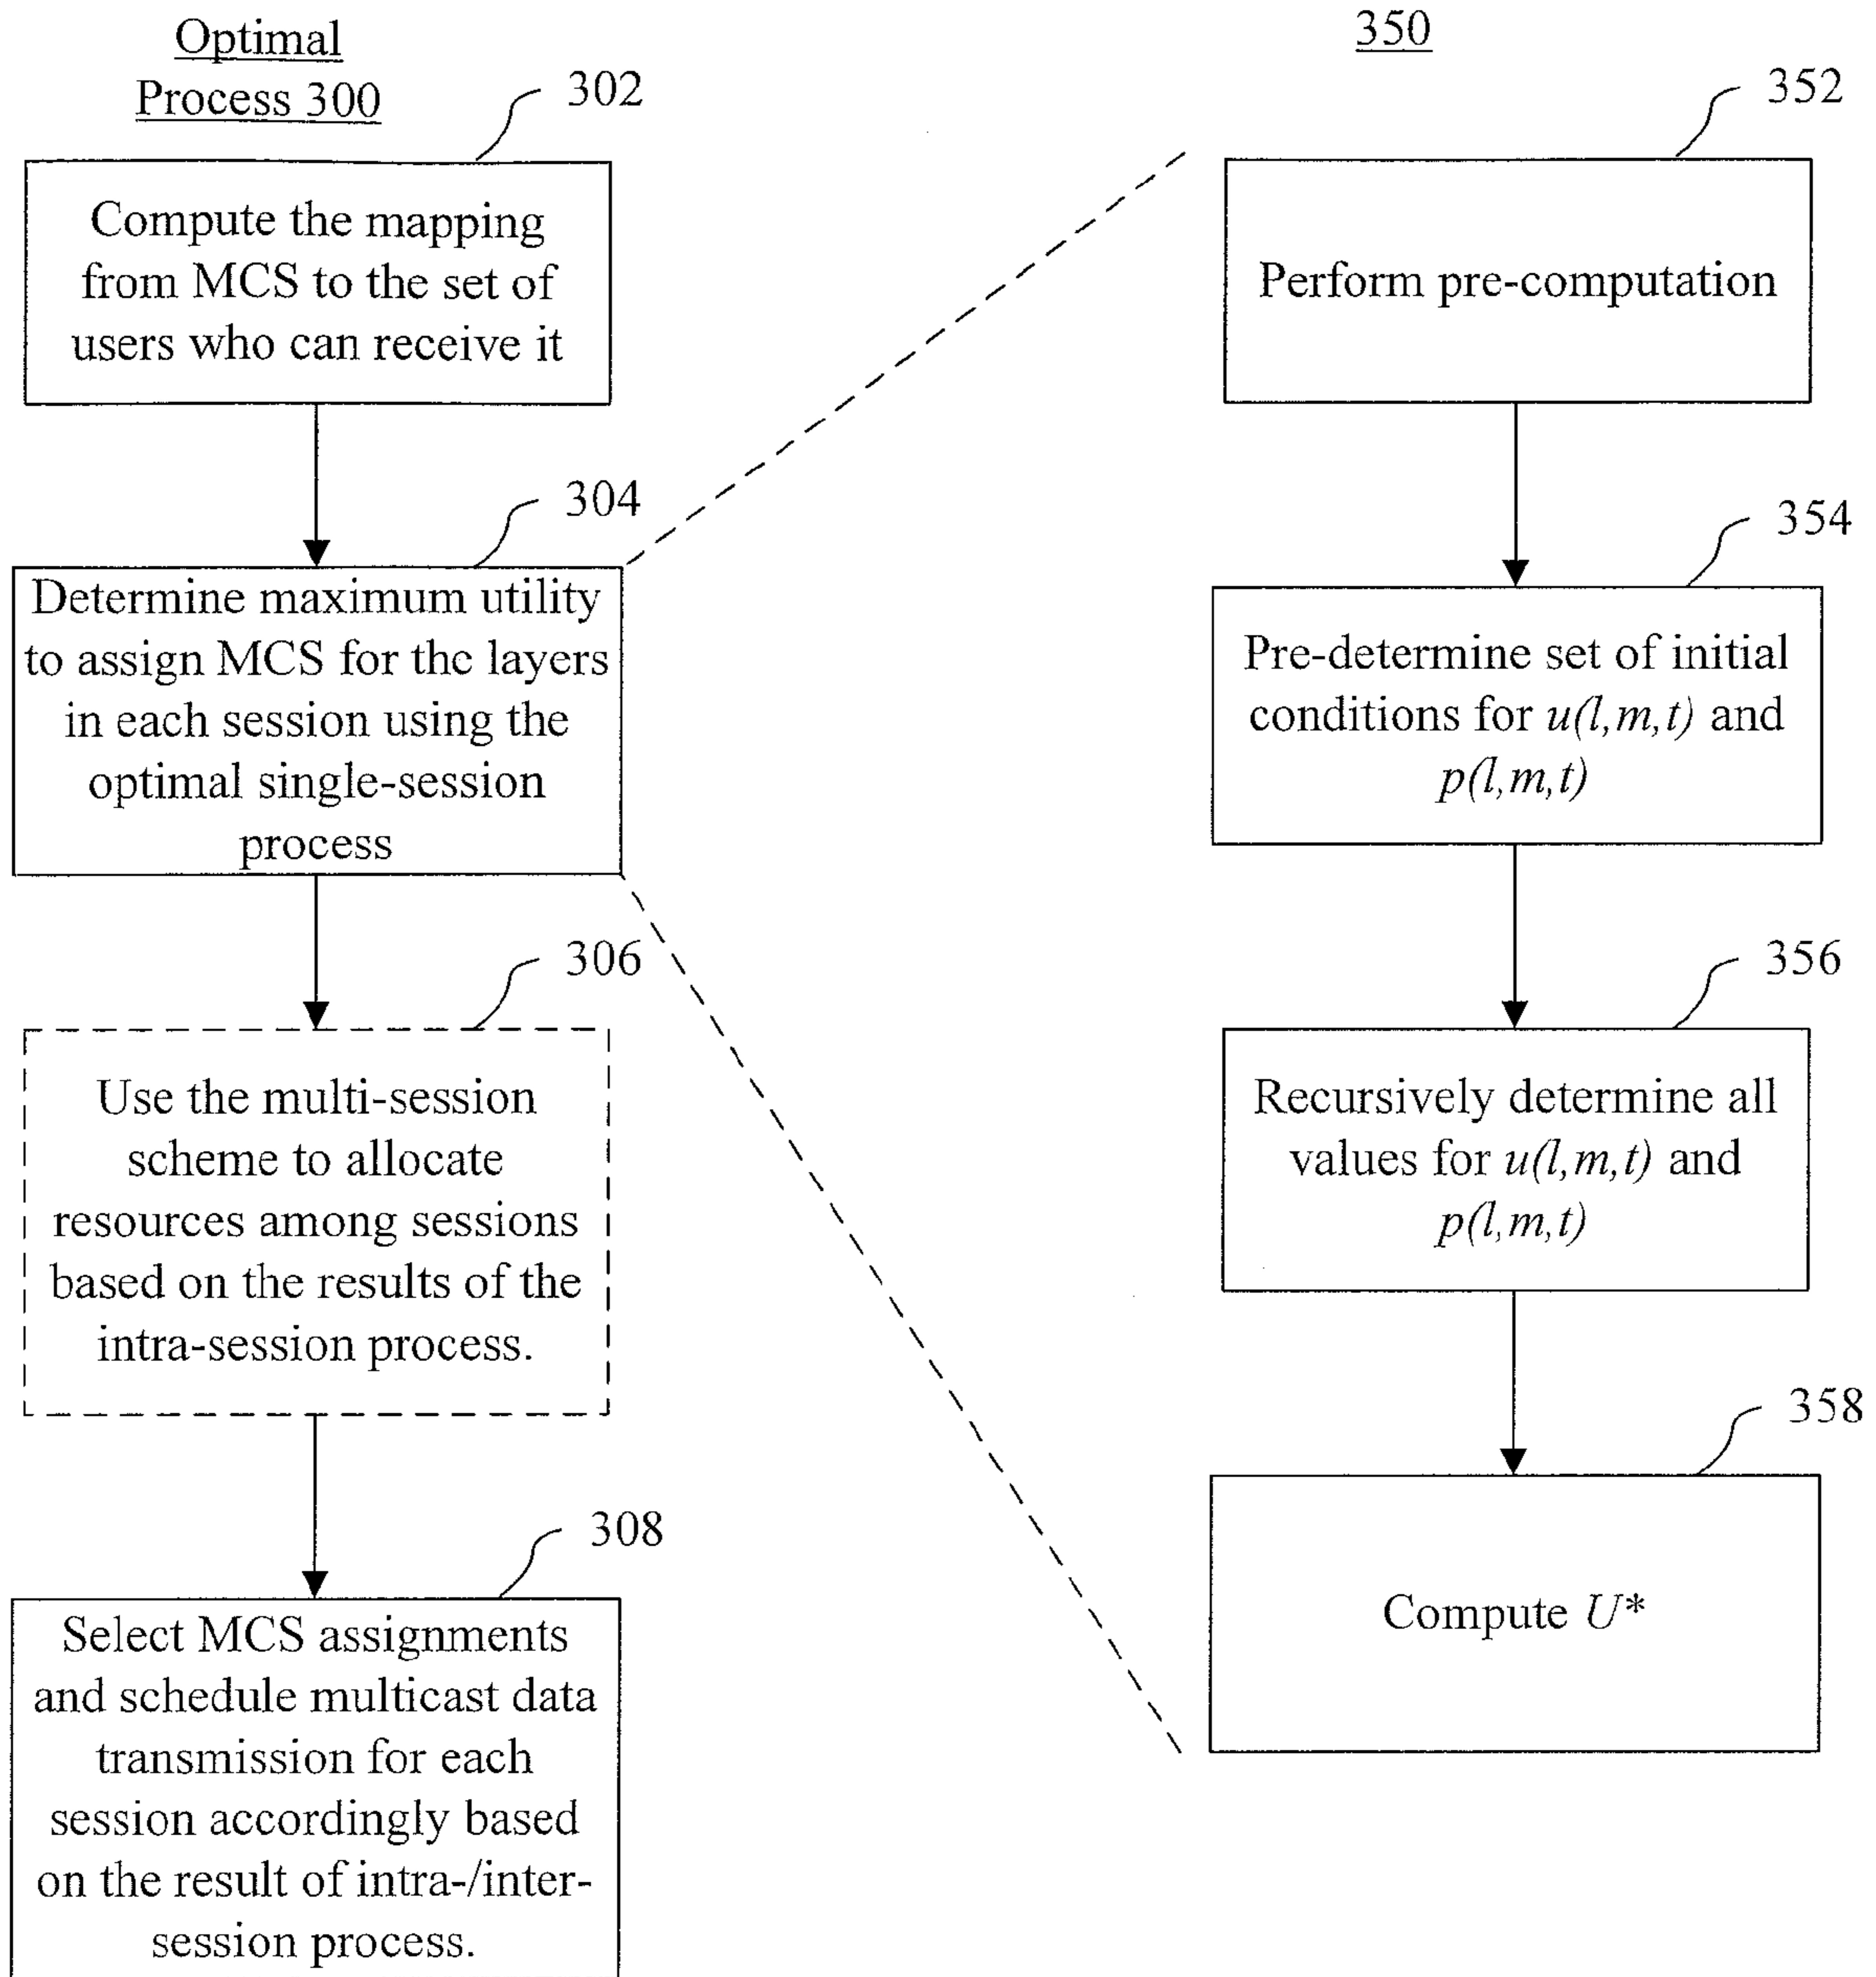 Optimal
Process 300
302
Compute the mapping
from MCS to the set of
users who can receive it
304
Determine maximum utility
to assign MCS for the layers
in each session using the
optimal single-session
process
306
Use the multi-session
scheme to allocate
resources among sessions
based on the results of the
intra-session process.
308
Select MCS assignments
and schedule multicast data
transmission for each
session accordingly based
on the result of intra-/inter-
session process.
350
352
Perform pre-computation
354
Pre-determine set of initial
conditions for u(l,m,t) and
p(l,m,t)
356
Recursively determine all
values for u(l,m,t) and
p(l,m,t)
358
Compute U*